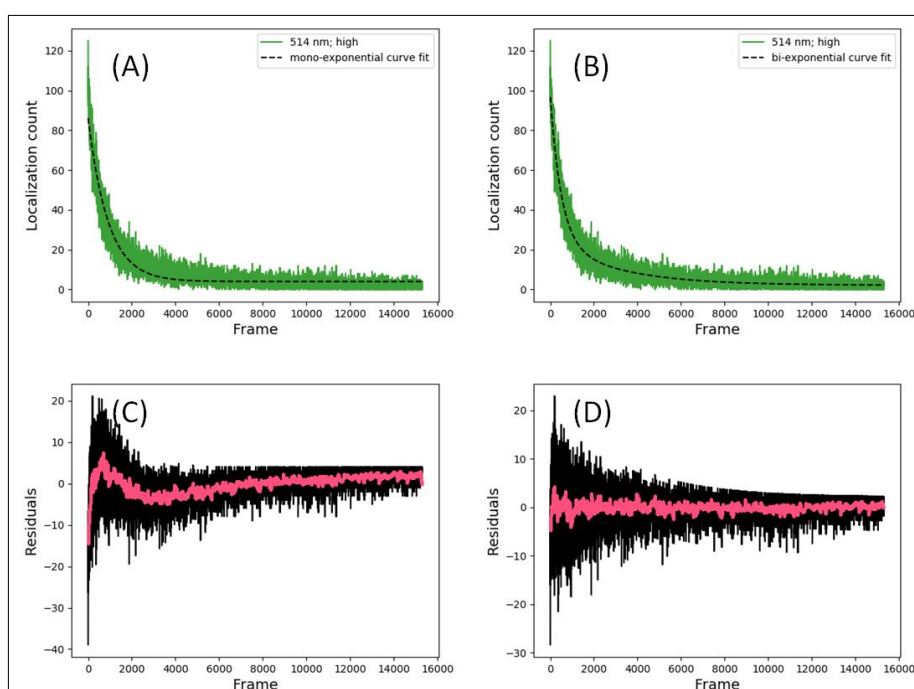 (A)
514 nm; high
mono-exponential curve fit
Localization count
120
100
80
60
40
20
0
0 2000 4000 6000 8000 10000 12000 14000 16000
Frame
(B)
514 nm; high
bi-exponential curve fit
Localization count
120
100
80
60
40
20
0
0 2000 4000 6000 8000 10000 12000 14000 16000
Frame
(C)
Residuals
20
10
0
−10
−20
−30
−40
0 2000 4000 6000 8000 10000 12000 14000 16000
Frame
(D)
Residuals
20
10
0
−10
−20
−30
0 2000 4000 6000 8000 10000 12000 14000 16000
Frame